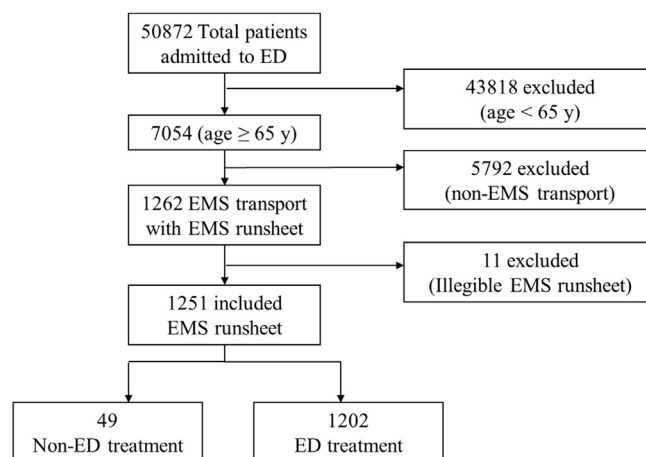 50872 Total patients
admitted to ED
43818 excluded
(age < 65 y)
7054 (age ≥ 65 y)
5792 excluded
(non-EMS transport)
1262 EMS transport
with EMS runsheet
11 excluded
(Illegible EMS runsheet)
1251 included
EMS runsheet
49
Non-ED treatment
1202
ED treatment